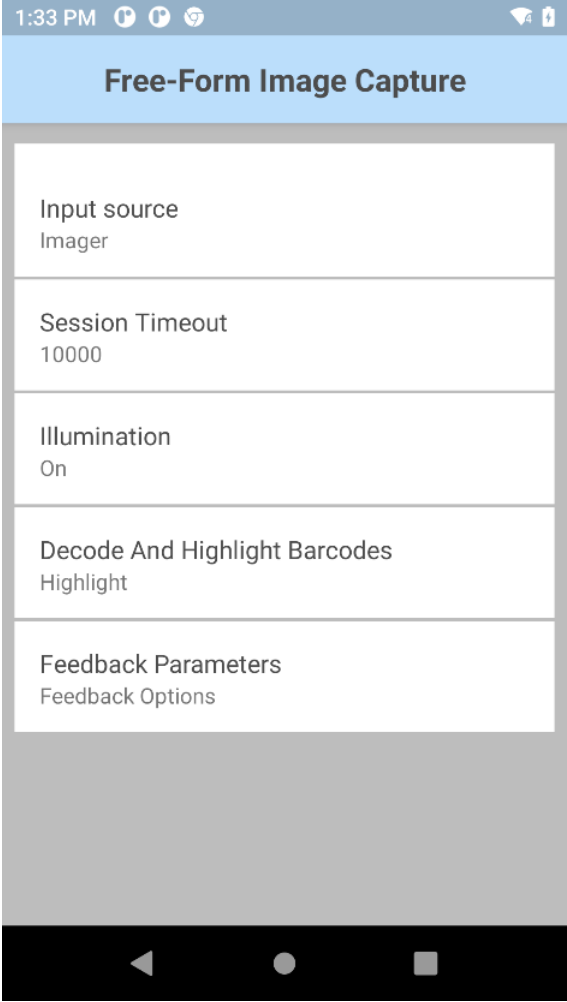 1:33 PM
Free-Form Image Capture
Input source
Imager
Session Timeout
10000
Illumination
On
Decode And Highlight Barcodes
Highlight
Feedback Parameters
Feedback Options